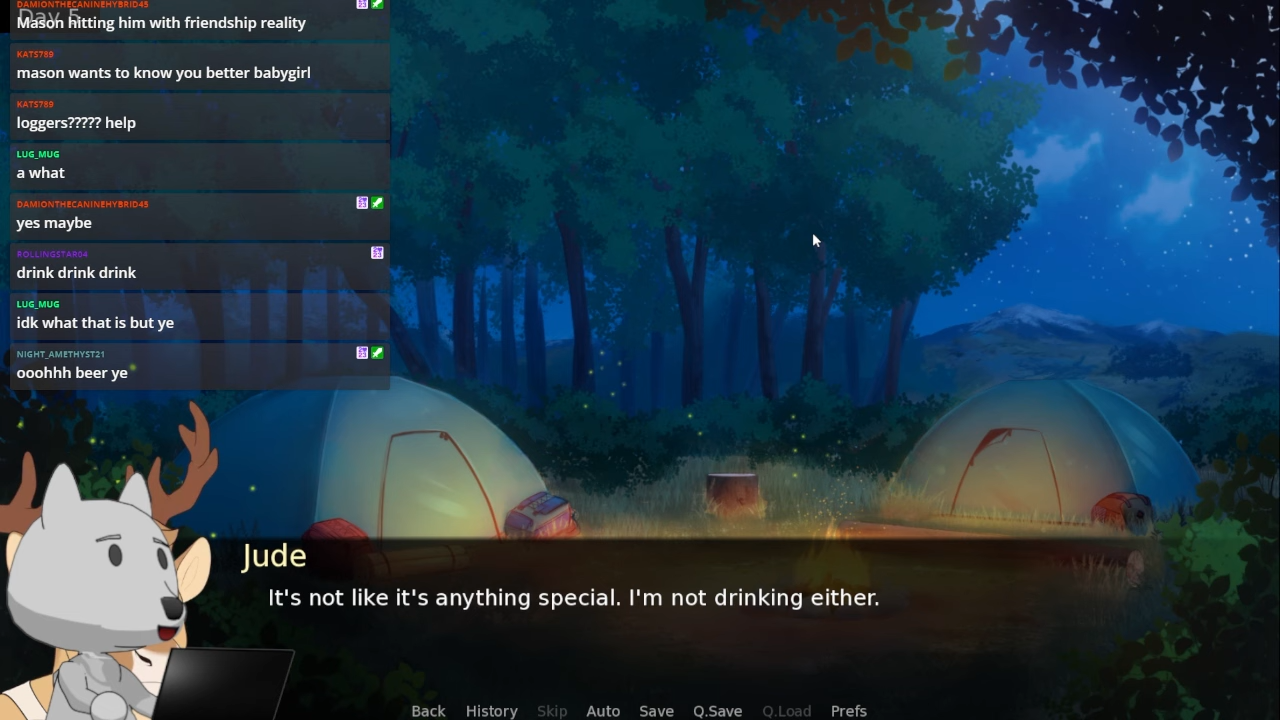 Day 5
DAMIONTHECANINEHYBRID45
Mason hitting him with friendship reality
KATS789
mason wants to know you better babygirl
KATS789
loggers????? help
LUG_MUG
a what
DAMIONTHECANINEHYBRID45
yes maybe
ROLLINGSTAR04
drink drink drink
LUG_MUG
idk what that is but ye
NIGHT_AMETHYST21
ooohhh beer ye
Jude
It's not like it's anything special. I'm not drinking either.
Back History Skip Auto Save Q.Save Q.Load Prefs